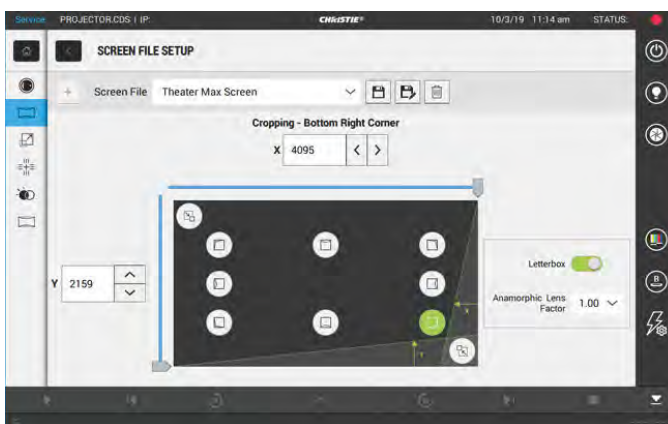 Service PROJECTOR.CDS | IP: CHRISTIE® 10/3/19 11:14 am STATUS:
SCREEN FILE SETUP
Screen File Theater Max Screen
Cropping - Bottom Right Corner
X 4095
Letterbox
Y 2159
Anamorphic Lens
Factor 1.00
X
Y